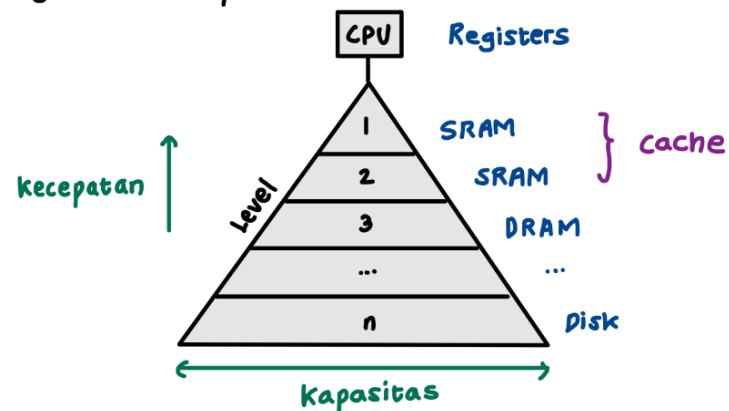 CPU Registers
1 SRAM
cache
2 SRAM
kecepatan
Level
3 DRAM
... ...
n Disk
kapasitas